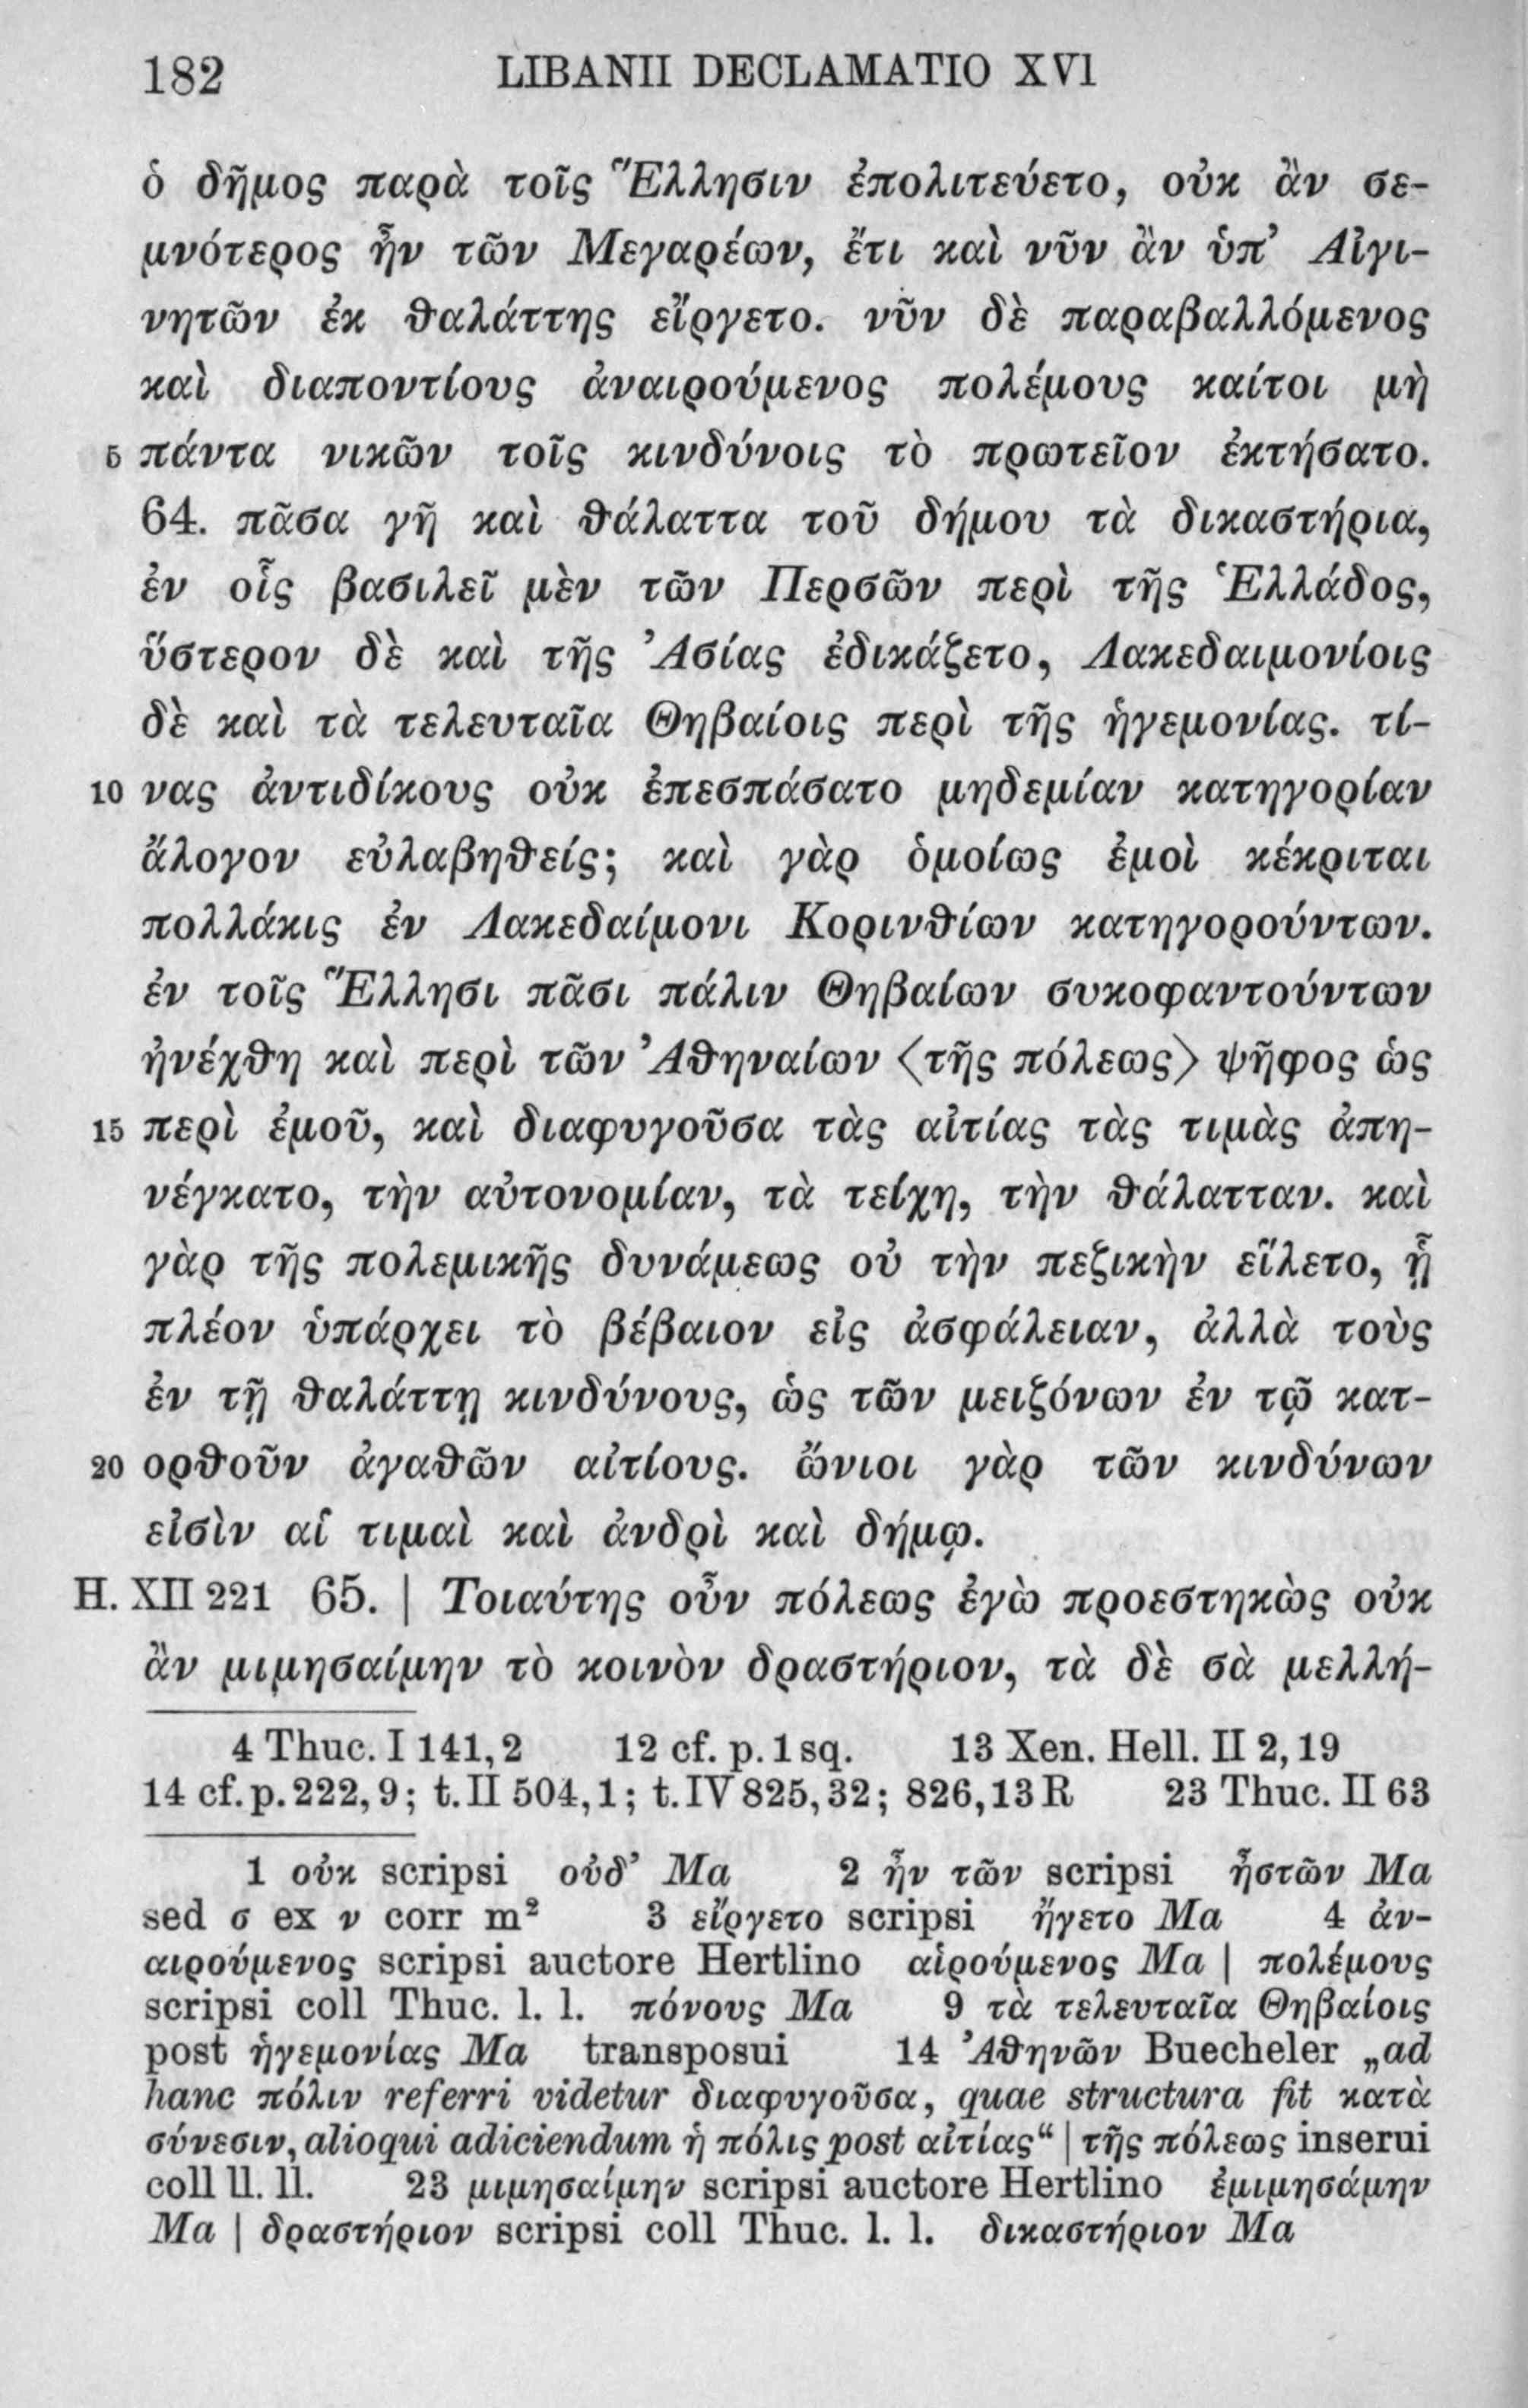 182 LIBANII DECLAMATIO XVI
ὁ δῆμος παρὰ τοῖς Ἕλλησιν ἐπολιτεύετο, οὐκ ἂν σε-
μνότερος ἦν τῶν Μεγαρέων, ἔτι καὶ νῦν ἂν ὑπ’ Αἰγι-
νητῶν ἐκ θαλάττης εἴργετο. νῦν δὲ παραβαλλόμενος
καὶ διαποντίους ἀναιρούμενος πολέμους καίτοι μὴ
5 πάντα νικῶν τοῖς κινδύνοις τὸ πρωτεῖον ἐκτήσατο.
64. πᾶσα γῆ καὶ θάλαττα τοῦ δήμου τὰ δικαστήρια,
ἐν οἷς βασιλεῖ μὲν τῶν Περσῶν περὶ τῆς Ἑλλάδος,
ὕστερον δὲ καὶ τῆς Ἀσίας ἐδικάζετο, Λακεδαιμονίοις
δὲ καὶ τὰ τελευταῖα Θηβαίοις περὶ τῆς ἡγεμονίας. τί-
10 νας ἀντιδίκους οὐκ ἐπεσπάσατο μηδεμίαν κατηγορίαν
ἄλογον εὐλαβηθείς; καὶ γὰρ ὁμοίως ἐμοὶ κέκριται
πολλάκις ἐν Λακεδαίμονι Κορινθίων κατηγορούντων.
ἐν τοῖς Ἕλλησι πᾶσι πάλιν Θηβαίων συκοφαντούντων
ἠνέχθη καὶ περὶ τῶν Ἀθηναίων ⟨τῆς πόλεως⟩ ψῆφος ὡς
15 περὶ ἐμοῦ, καὶ διαφυγοῦσα τὰς αἰτίας τὰς τιμὰς ἀπη-
νέγκατο, τὴν αὐτονομίαν, τὰ τείχη, τὴν θάλατταν. καὶ
γὰρ τῆς πολεμικῆς δυνάμεως οὐ τὴν πεζικὴν εἵλετο, ᾗ
πλέον ὑπάρχει τὸ βέβαιον εἰς ἀσφάλειαν, ἀλλὰ τοὺς
ἐν τῇ θαλάττῃ κινδύνους, ὡς τῶν μειζόνων ἐν τῷ κατ-
20 ορθοῦν ἀγαθῶν αἰτίους. ὤνιοι γὰρ τῶν κινδύνων
εἰσὶν αἱ τιμαὶ καὶ ἀνδρὶ καὶ δήμῳ.
H. XII 221 65. | Τοιαύτης οὖν πόλεως ἐγὼ προεστηκὼς οὐκ
ἂν μιμησαίμην τὸ κοινὸν δραστήριον, τὰ δὲ σὰ μελλή-
4 Thuc. I 141,2 12 cf. p. 1 sq. 13 Xen. Hell. II 2,19
14 cf. p. 222,9; t. II 504,1; t. IV 825,32; 826,13 R 23 Thuc. II 63
1 οὐκ scripsi οὐδ’ Ma 2 ἦν τῶν scripsi ἦστῶν Ma
sed σ ex ν corr m² 3 εἴργετο scripsi ἤγετο Ma 4 ἀν-
αιρούμενος scripsi auctore Hertlino αἱρούμενος Ma | πολέμους
scripsi coll Thuc. l. l. πόνους Ma 9 τὰ τελευταῖα Θηβαίοις
post ἡγεμονίας Ma transposui 14 Ἀθηνῶν Buecheler „ad
hanc πόλιν referri videtur διαφυγοῦσα, quae structura fit κατὰ
σύνεσιν, alioqui adiciendum ἡ πόλις post αἰτίας“ | τῆς πόλεως inserui
coll ll. ll. 23 μιμησαίμην scripsi auctore Hertlino ἐμιμησάμην
Ma | δραστήριον scripsi coll Thuc. l. l. δικαστήριον Ma